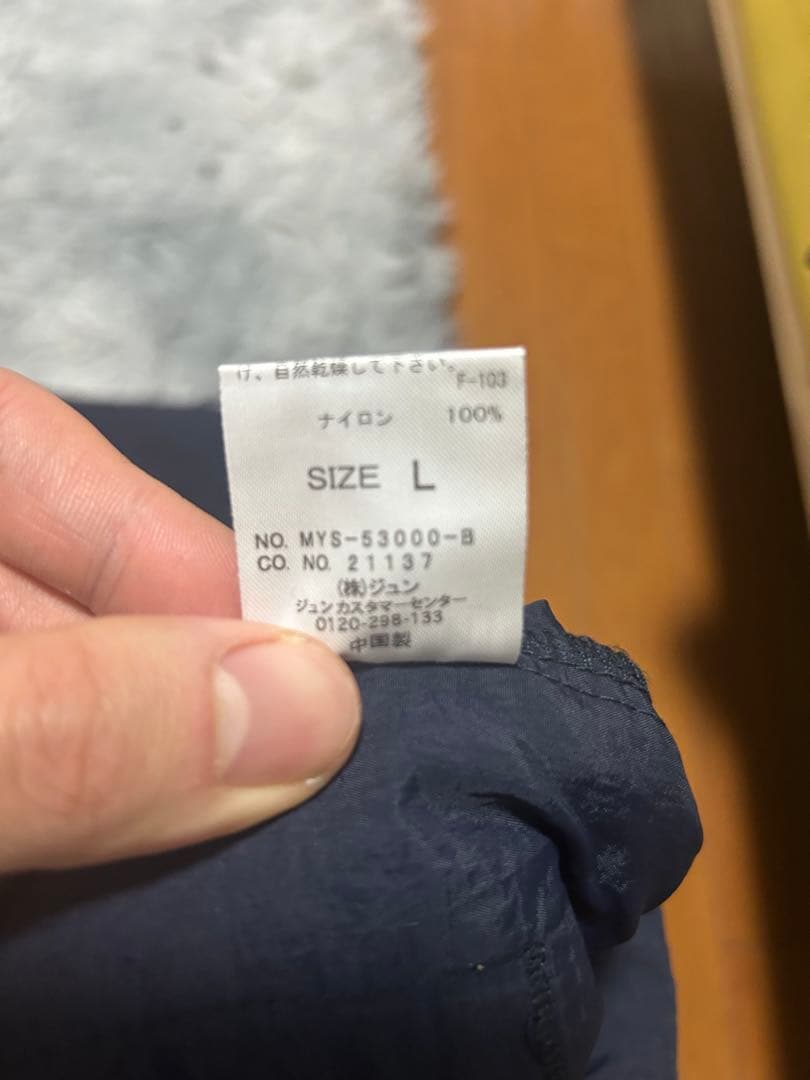 け、自然乾燥して下さい。
F-103
ナイロン 100%
SIZE L
NO. MYS-53000-B
CO. NO. 21137
(株)ジュン
ジュンカスタマーセンター
0120-298-133
中国製